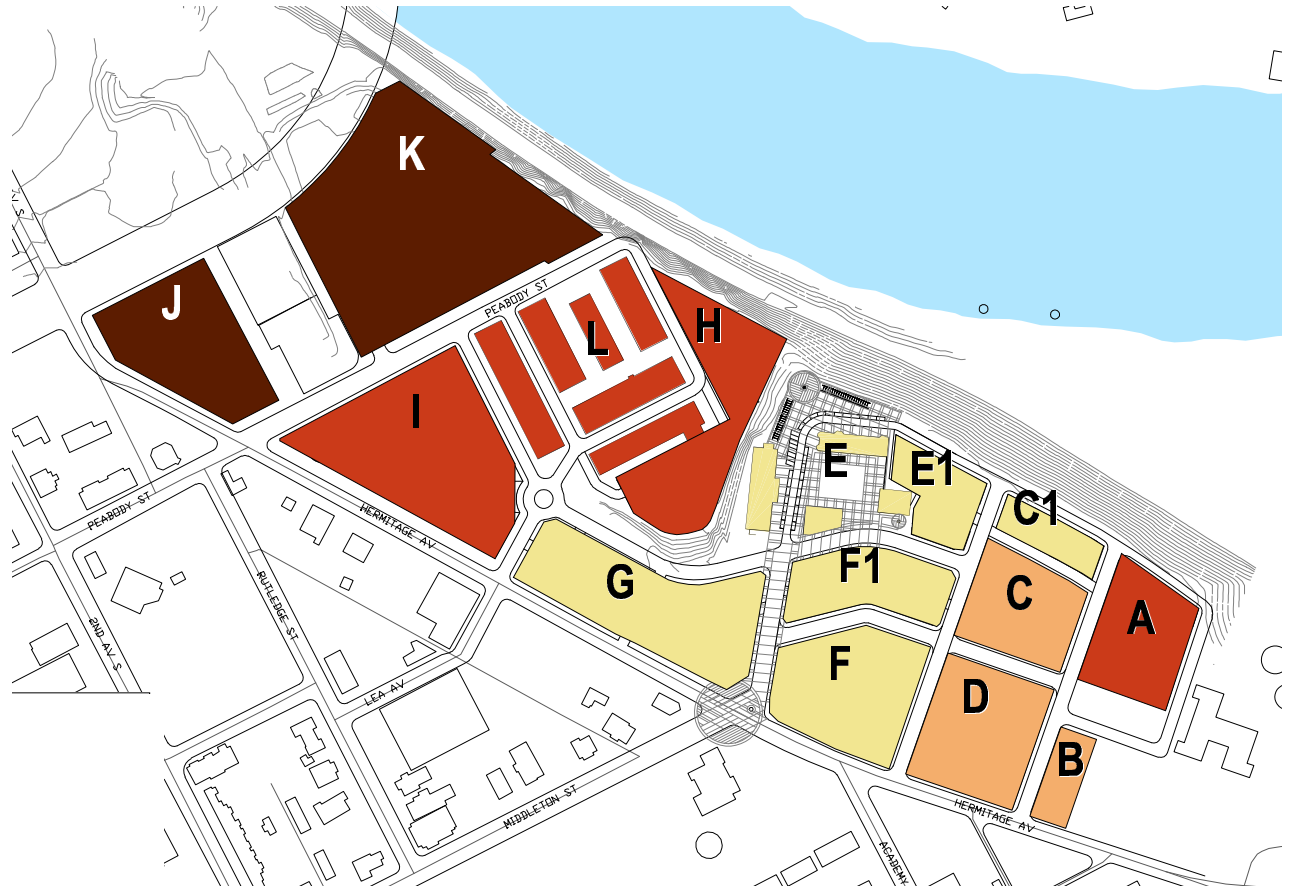 K
J
H
PEABODY ST
L
I
E
E1
C1
PEABODY ST
HERMITAGE AV
F1
G
C
A
RUTLEDGE ST
2ND AV S
F
D
LEA AV
B
MIDDLETON ST
HERMITAGE AV
ACADEMY